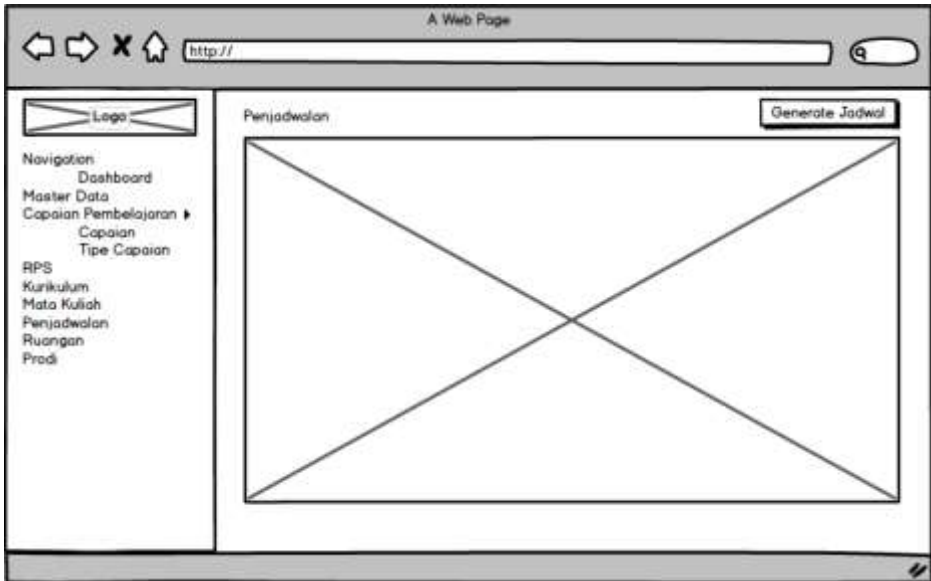 A Web Page
http://
Logo
Navigation
Dashboard
Master Data
Capaian Pembelajaran
Capaian
Tipe Capaian
RPS
Kurikulum
Mata Kuliah
Penjadwalan
Ruangan
Prodi
Penjadwalan
Generate Jadwal